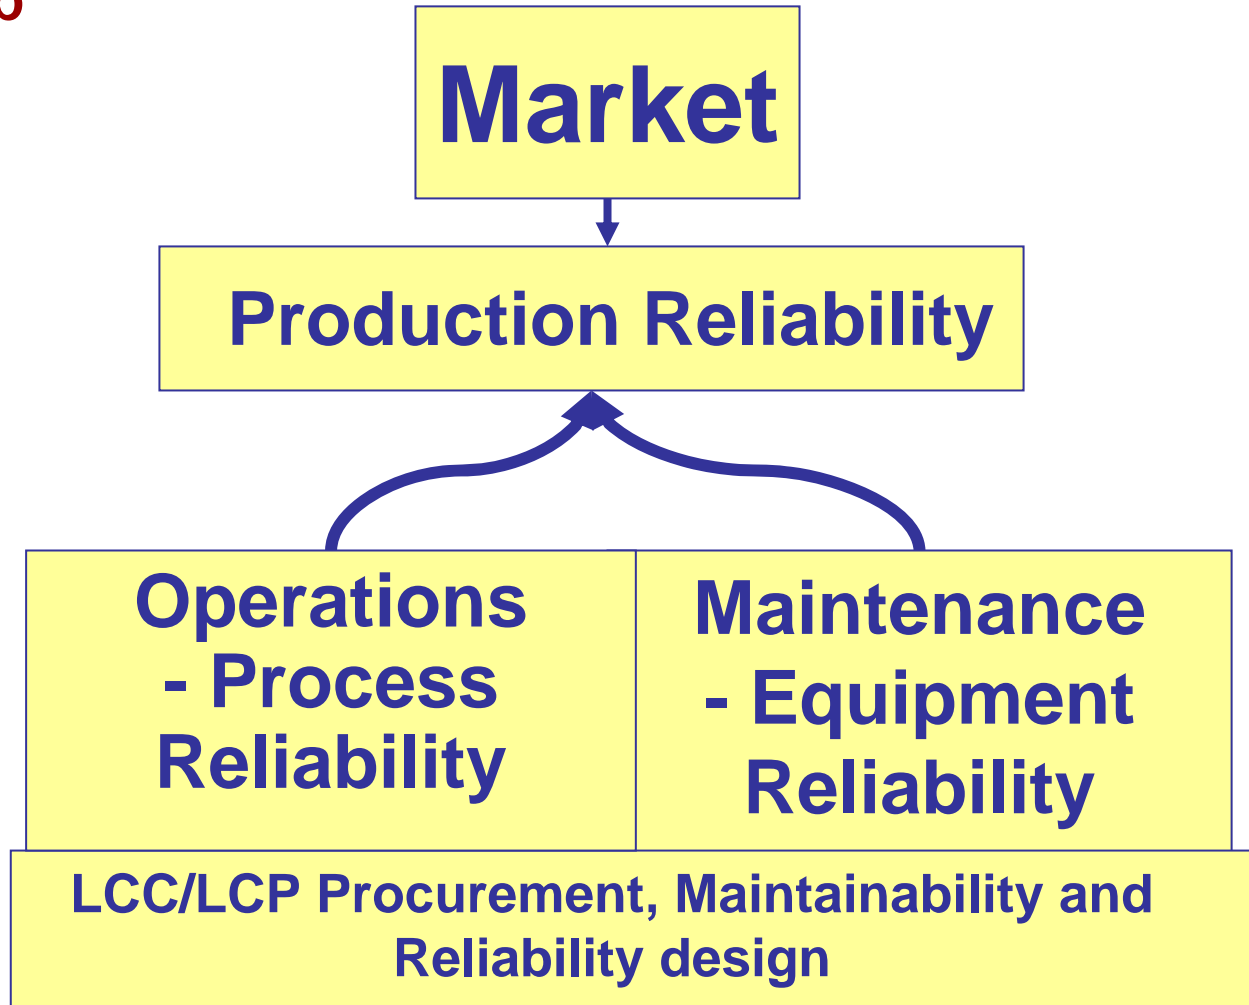 Market
Production Reliability
Operations
- Process
Reliability
Maintenance
- Equipment
Reliability
LCC/LCP Procurement, Maintainability and
Reliability design